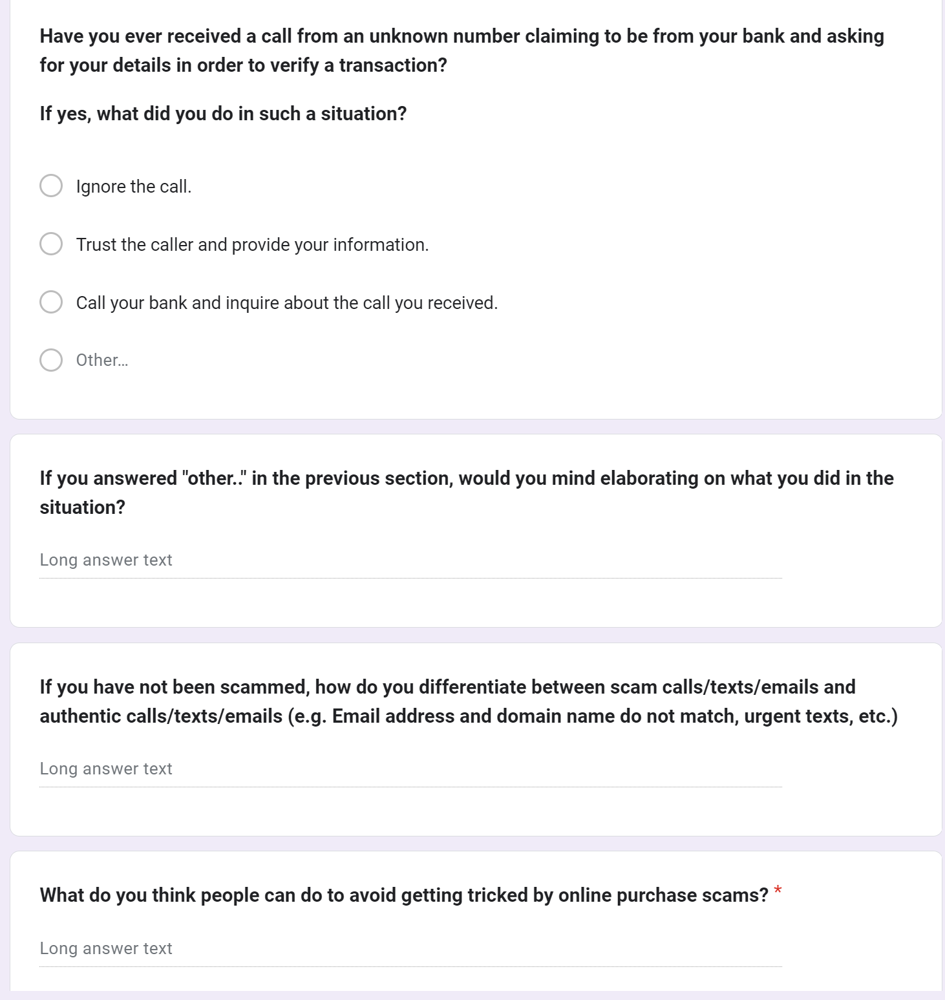 Have you ever received a call from an unknown number claiming to be from your bank and asking
for your details in order to verify a transaction?
If yes, what did you do in such a situation?
Ignore the call.
Trust the caller and provide your information.
Call your bank and inquire about the call you received.
Other...
If you answered "other.." in the previous section, would you mind elaborating on what you did in the
situation?
Long answer text
If you have not been scammed, how do you differentiate between scam calls/texts/emails and
authentic calls/texts/emails (e.g. Email address and domain name do not match, urgent texts, etc.)
Long answer text
What do you think people can do to avoid getting tricked by online purchase scams? *
Long answer text